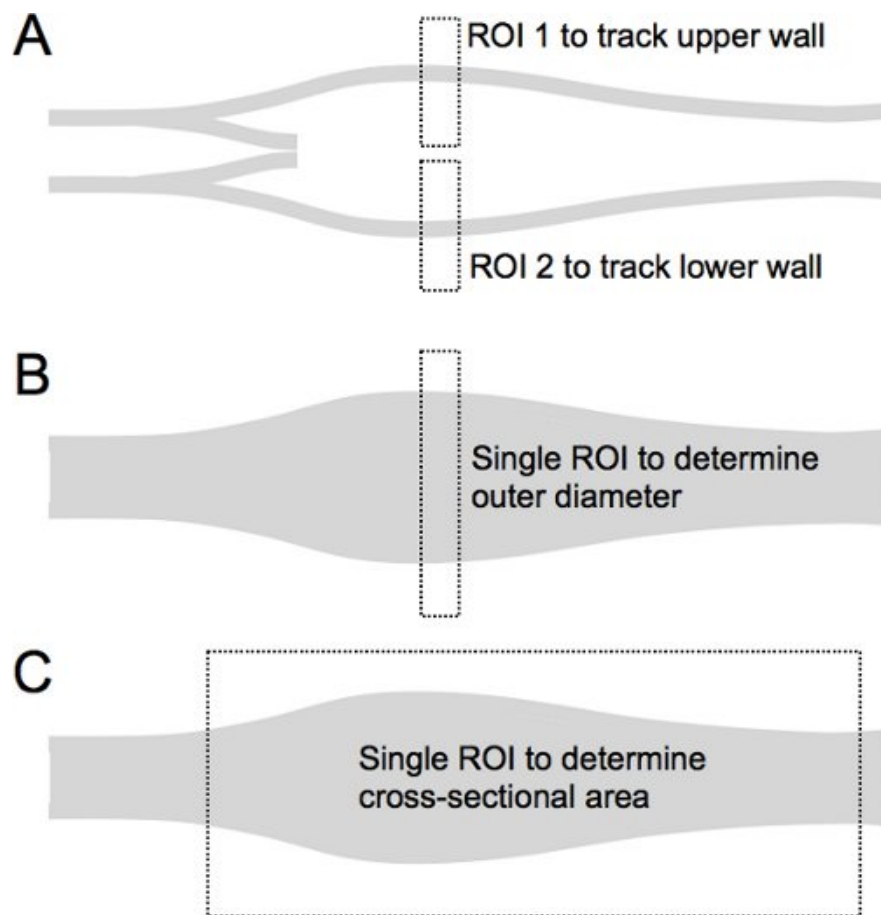 A
ROI 1 to track upper wall
ROI 2 to track lower wall
B
Single ROI to determine
outer diameter
C
Single ROI to determine
cross-sectional area